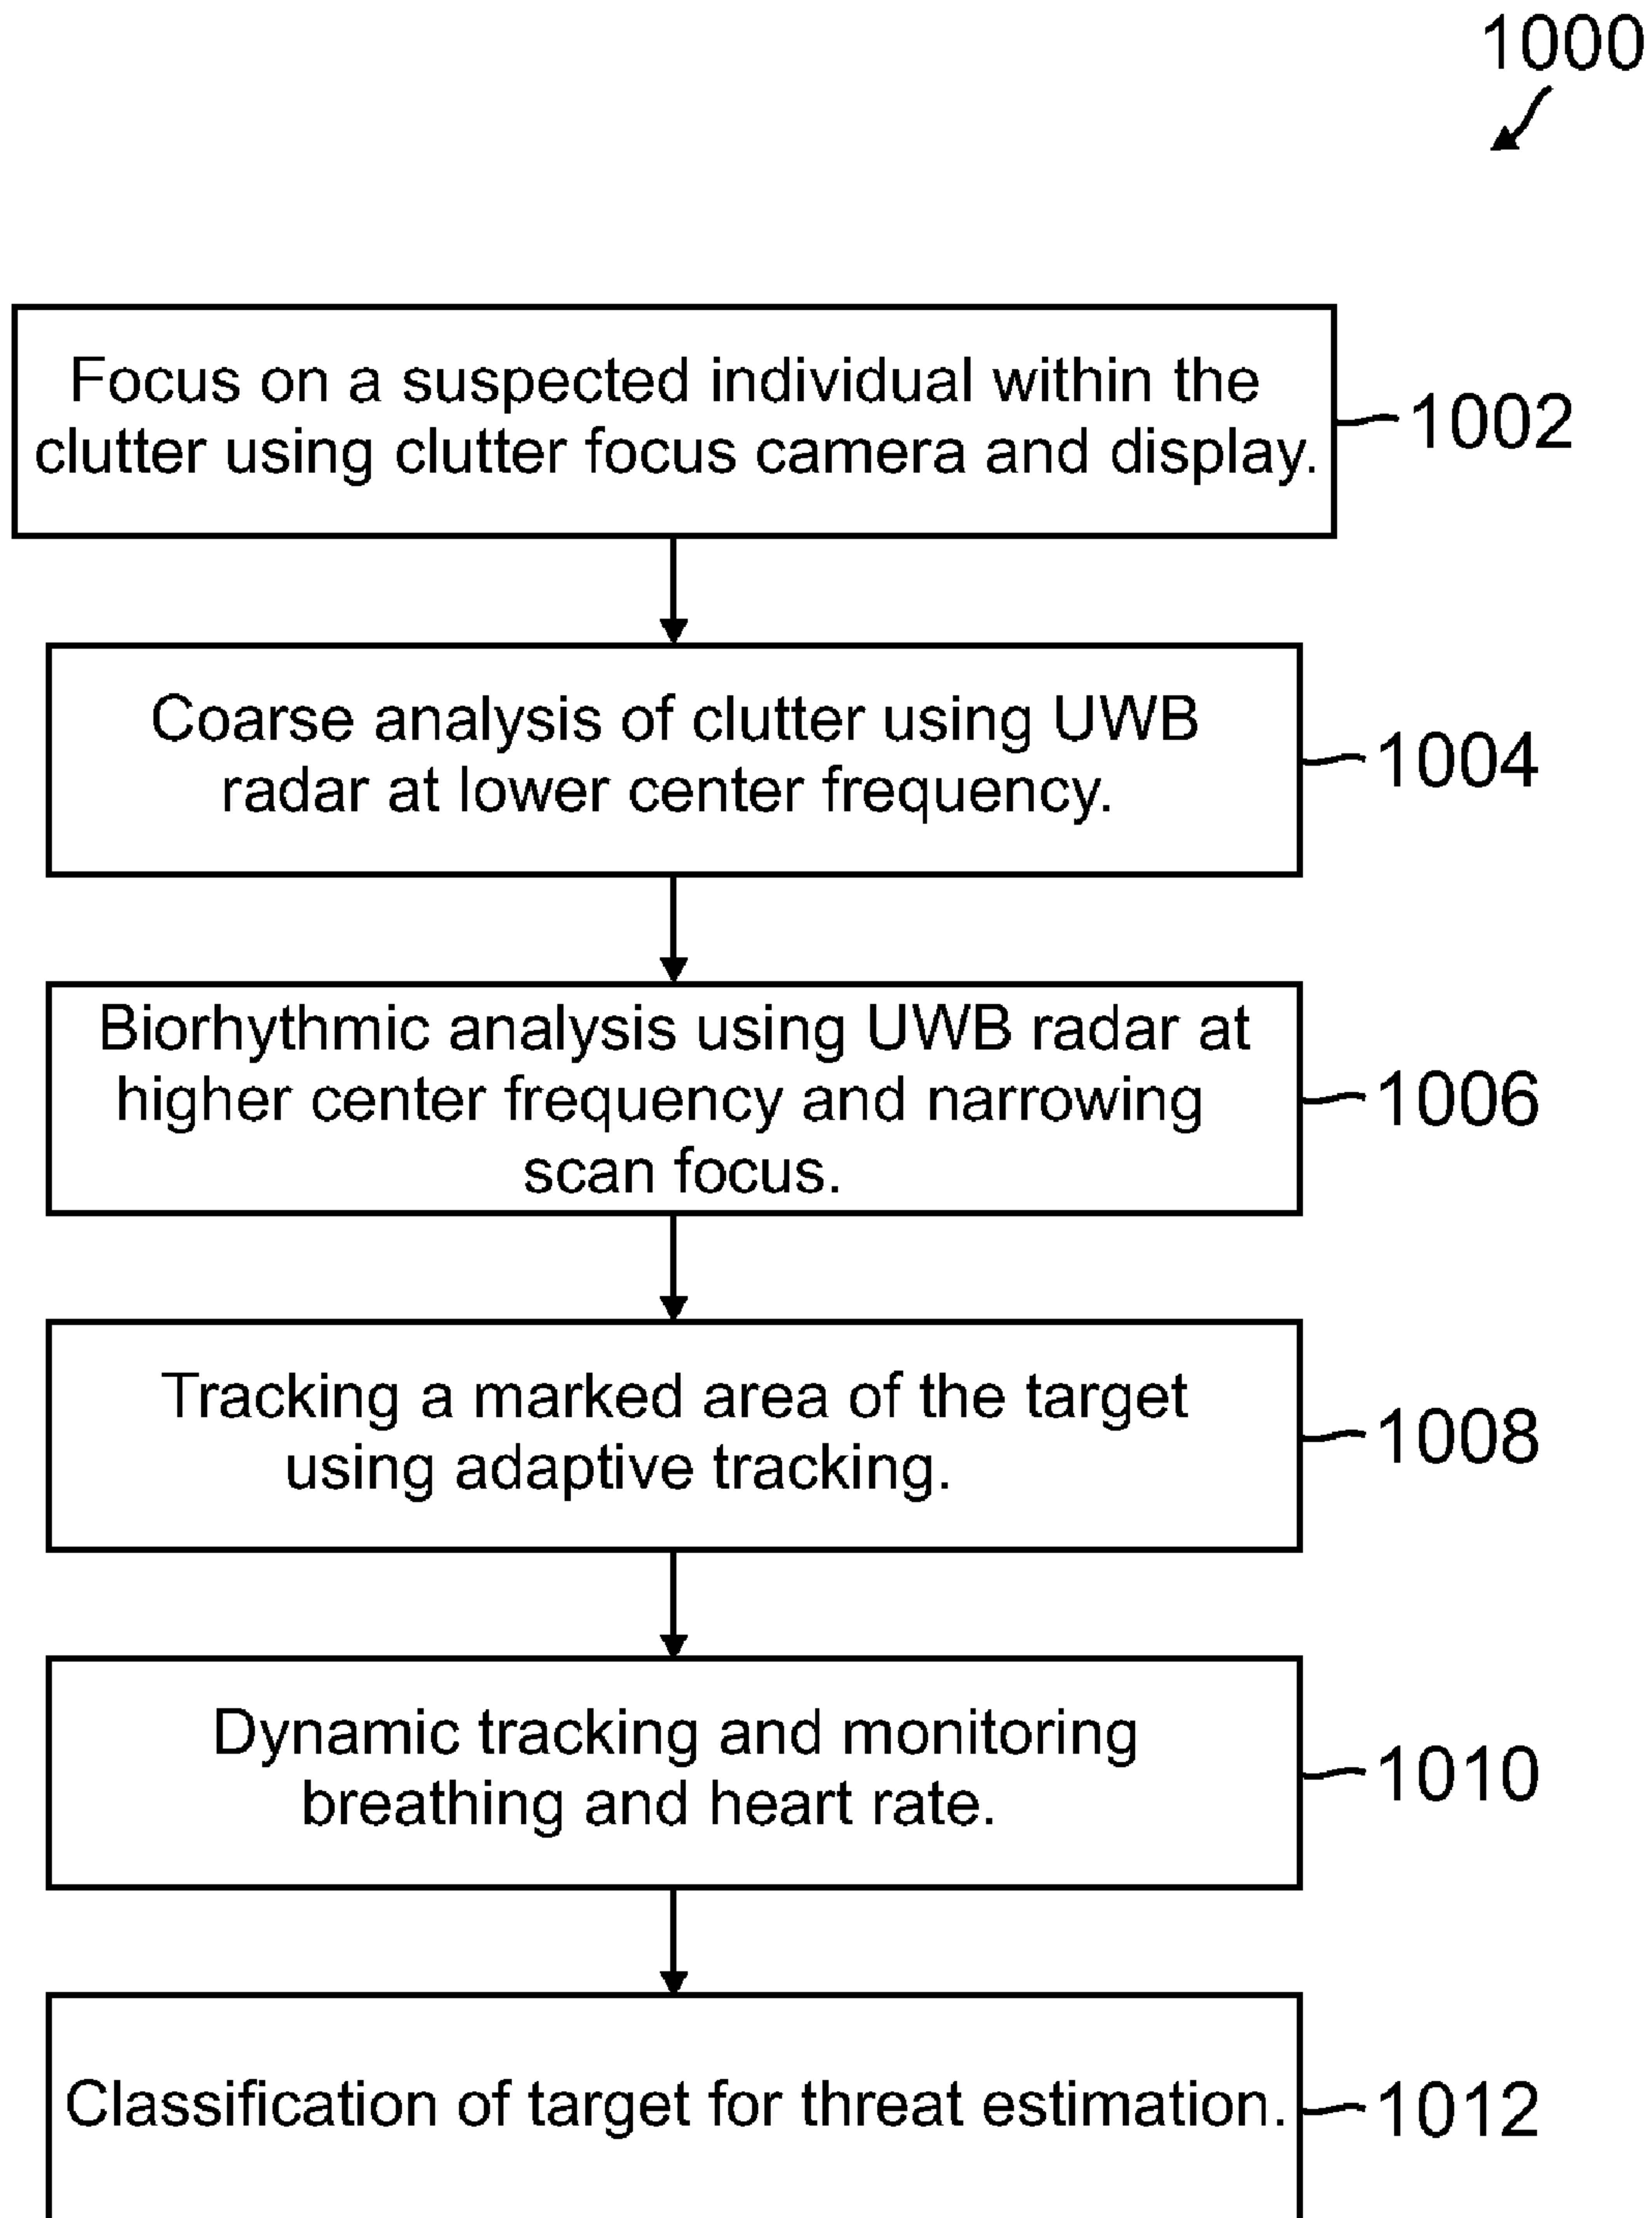 1000
Focus on a suspected individual within the
clutter using clutter focus camera and display.
1002
Coarse analysis of clutter using UWB
radar at lower center frequency.
1004
Biorhythmic analysis using UWB radar at
higher center frequency and narrowing
scan focus.
1006
Tracking a marked area of the target
using adaptive tracking.
1008
Dynamic tracking and monitoring
breathing and heart rate.
1010
Classification of target for threat estimation.
1012